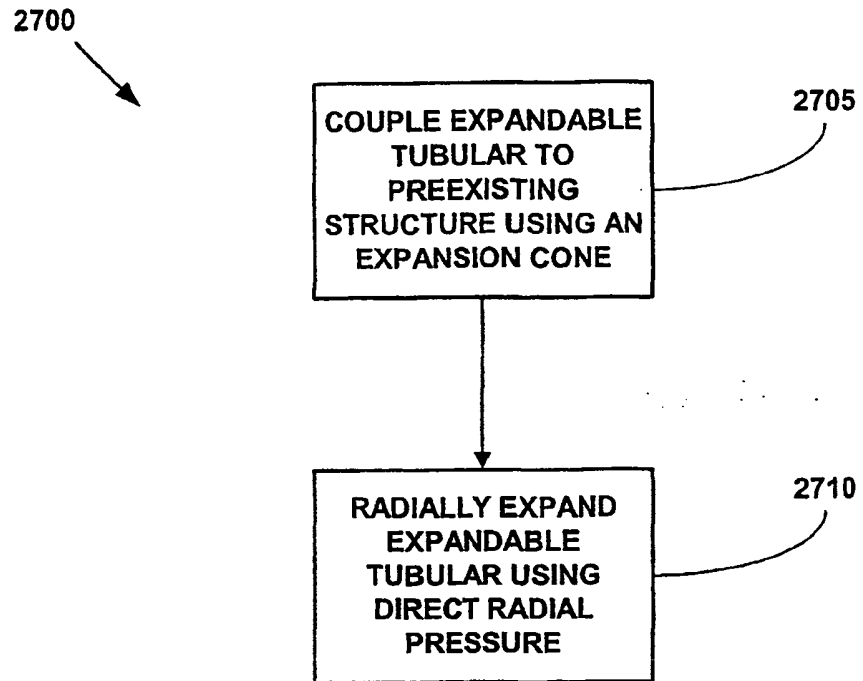 2700
COUPLE EXPANDABLE
TUBULAR TO
PREEXISTING
STRUCTURE USING AN
EXPANSION CONE
2705
RADIALLY EXPAND
EXPANDABLE
TUBULAR USING
DIRECT RADIAL
PRESSURE
2710